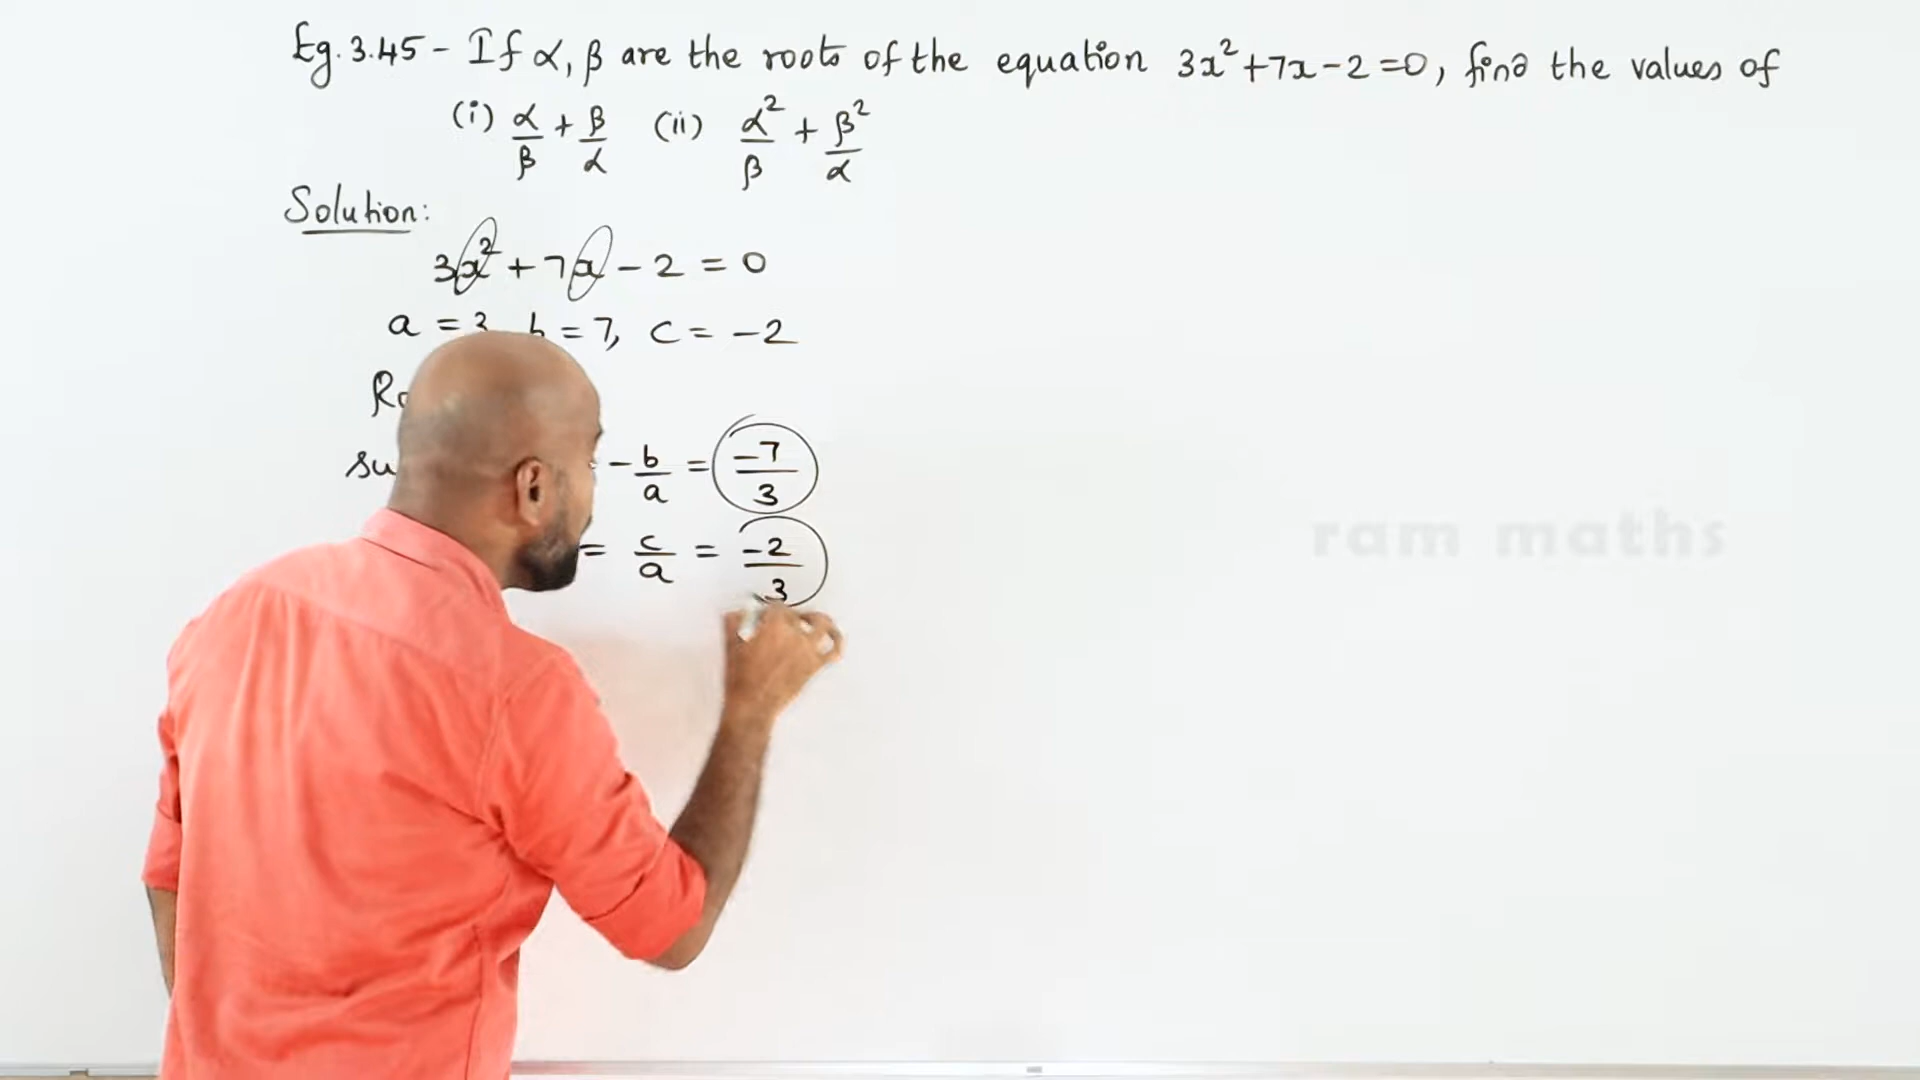 Eg. 3.45 - If α, β are the roots of the equation 3x²+7x-2=0, find the values of
(i) α/β + β/α (ii) α²/β + β²/α
Solution:
3x² + 7x - 2 = 0
a = 3 b = 7, c = -2
-b/a = -7/3
= c/a = -2/3
ram maths